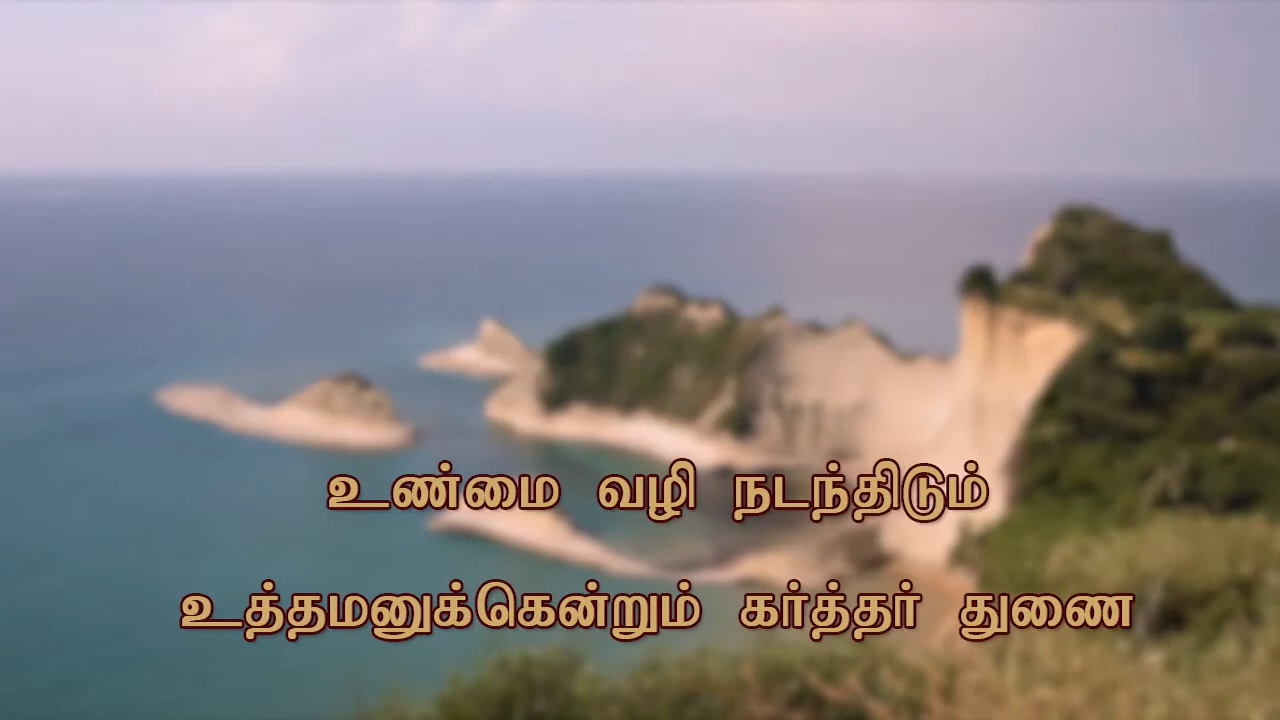 உண்மை வழி நடந்திடும்
உத்தமனுக்கென்றும் கர்த்தர் துணை